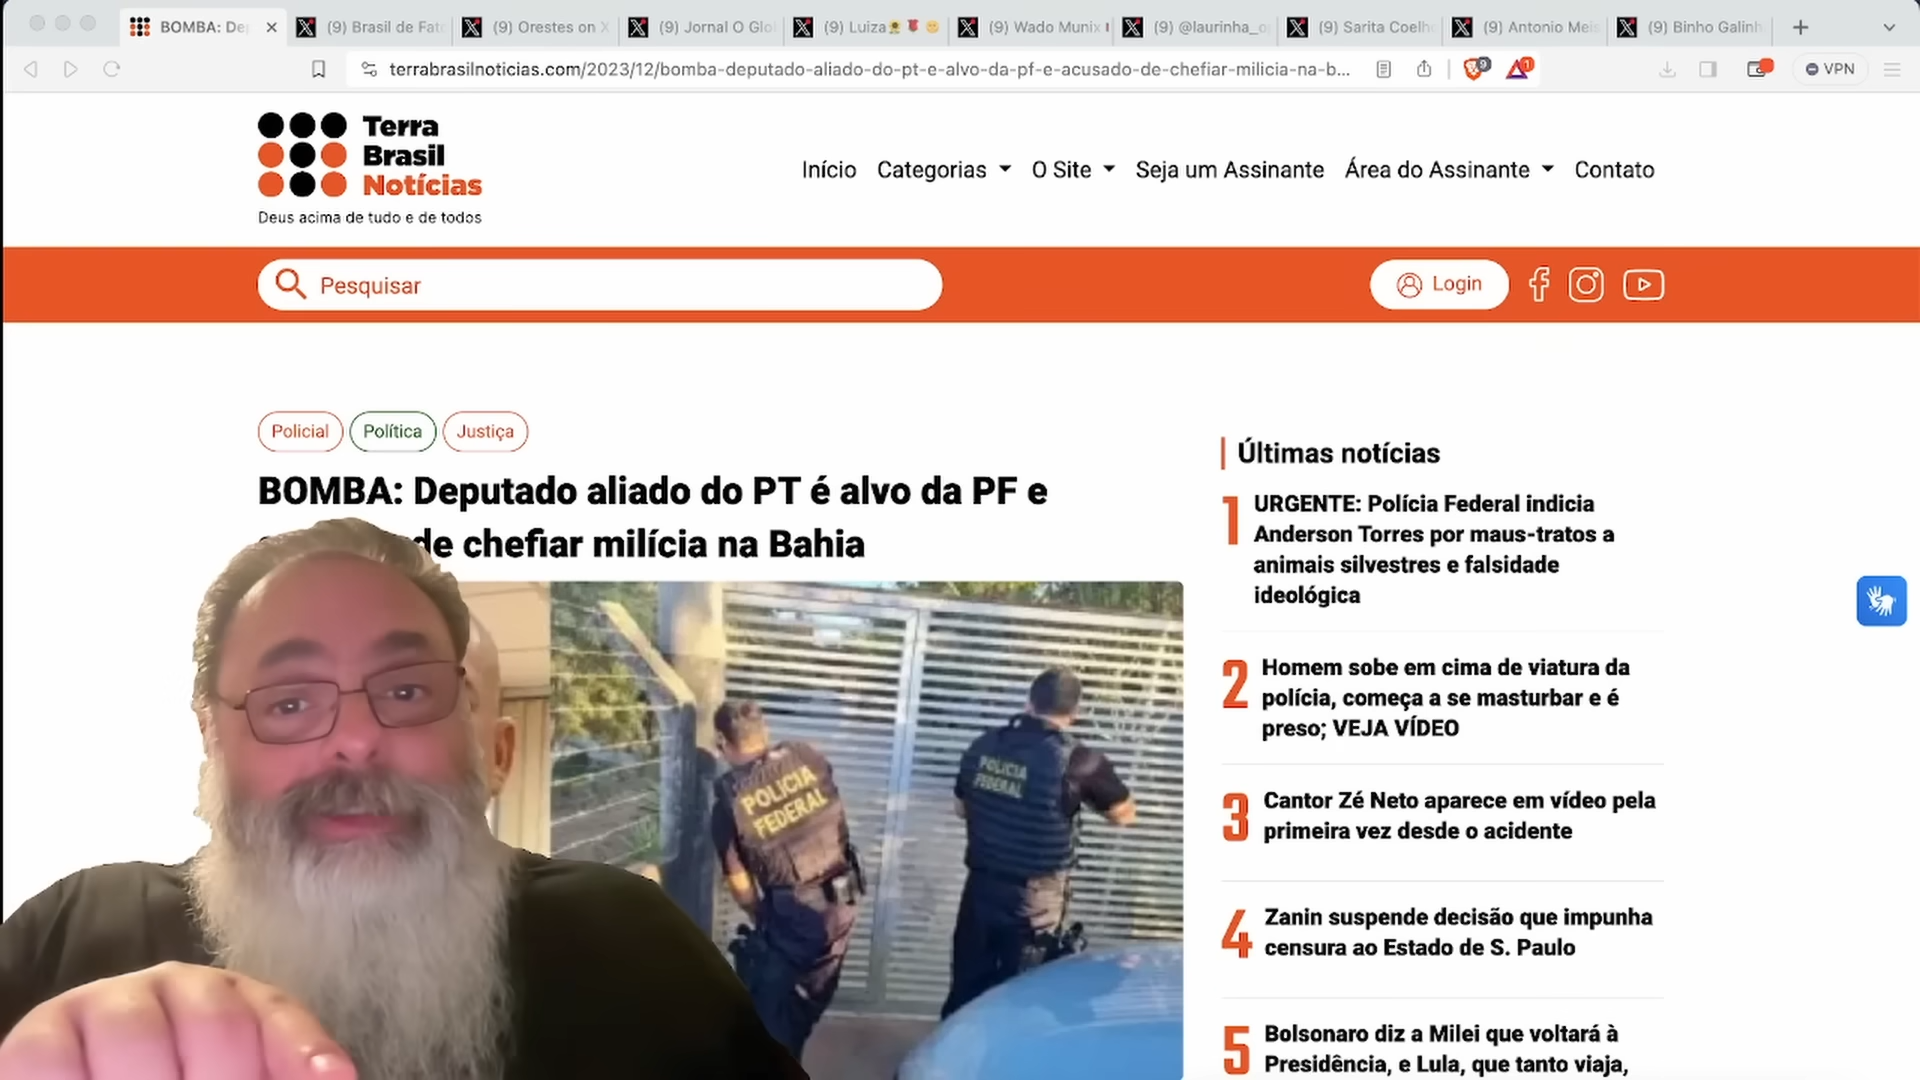 BOMBA: De
(9) Brasil de Fat
(9) Orestes on X
(9) Jornal O Glo
(9) Luiza
(9) Wado Munix
(9) @laurinha_o
(9) Sarita Coelh
(9) Antonio Meis
(9) Binho Galinh
terrabrasilnoticias.com/2023/12/bomba-deputado-aliado-do-pt-e-alvo-da-pf-e-acusado-de-chefiar-milicia-na-b...
9
1
VPN
Terra
Brasil
Notícias
Deus acima de tudo e de todos
Início
Categorias
O Site
Seja um Assinante
Área do Assinante
Contato
Pesquisar
Login
Policial
Política
Justiça
BOMBA: Deputado aliado do PT é alvo da PF e
de chefiar milícia na Bahia
POLICIA
FEDERAL
POLICIA
FEDERAL
Últimas notícias
1
URGENTE: Polícia Federal indicia
Anderson Torres por maus-tratos a
animais silvestres e falsidade
ideológica
2
Homem sobe em cima de viatura da
polícia, começa a se masturbar e é
preso; VEJA VÍDEO
3
Cantor Zé Neto aparece em vídeo pela
primeira vez desde o acidente
4
Zanin suspende decisão que impunha
censura ao Estado de S. Paulo
5
Bolsonaro diz a Milei que voltará à
Presidência, e Lula, que tanto viaja,